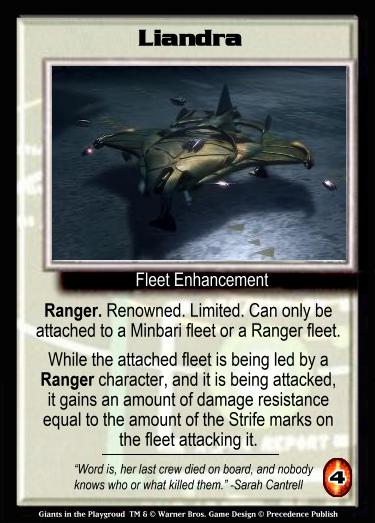 Liandra
Fleet Enhancement
Ranger. Renowned. Limited. Can only be
attached to a Minbari fleet or a Ranger fleet.
While the attached fleet is being led by a
Ranger character, and it is being attacked,
it gains an amount of damage resistance
equal to the amount of the Strife marks on
the fleet attacking it.
"Word is, her last crew died on board, and nobody
knows who or what killed them." -Sarah Cantrell
4
Giants in the Playgroud TM & © Warner Bros. Game Design © Precedence Publish